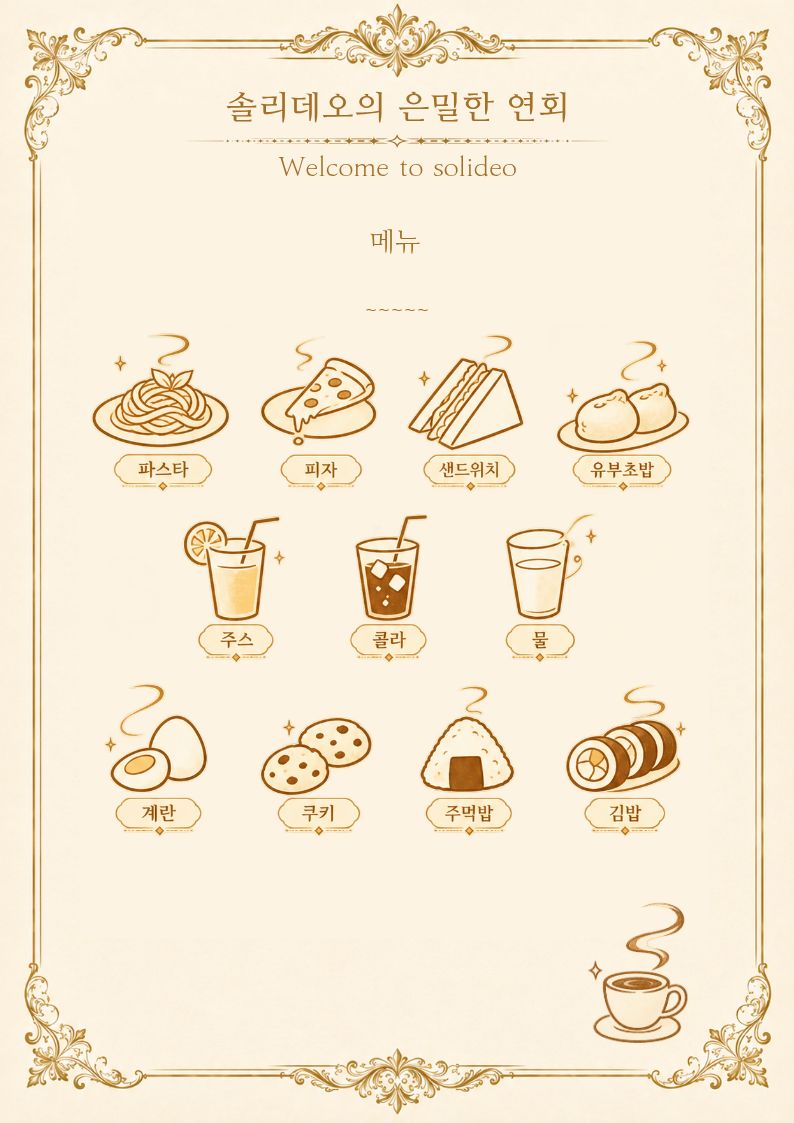 솔리데오의 은밀한 연회
Welcome to solideo
메뉴
~~~~~
파스타 피자 샌드위치 유부초밥
주스 콜라 물
계란 쿠키 주먹밥 김밥